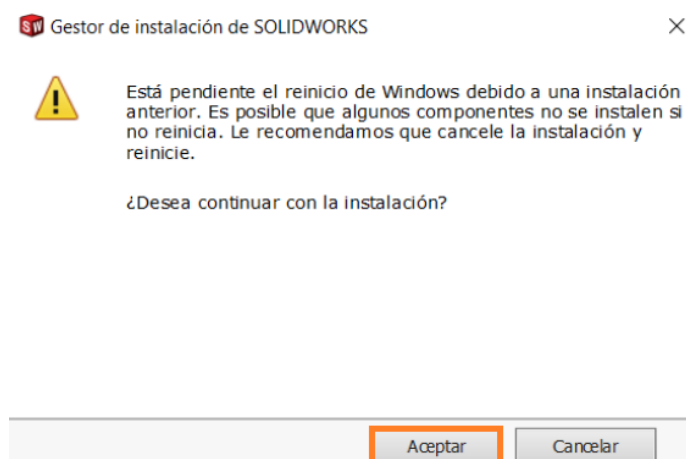 SW Gestor de instalación de SOLIDWORKS
Está pendiente el reinicio de Windows debido a una instalación
anterior. Es posible que algunos componentes no se instalen si
no reinicia. Le recomendamos que cancele la instalación y
reinicie.
¿Desea continuar con la instalación?
Aceptar Cancelar